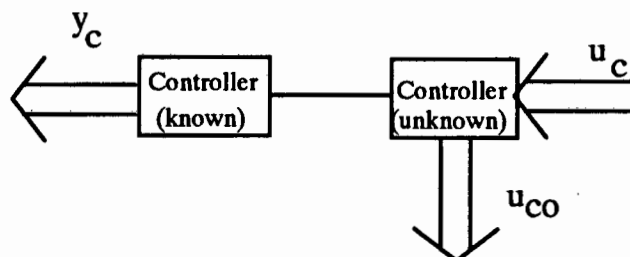 y_c
Controller
(known)
Controller
(unknown)
u_c
u_co